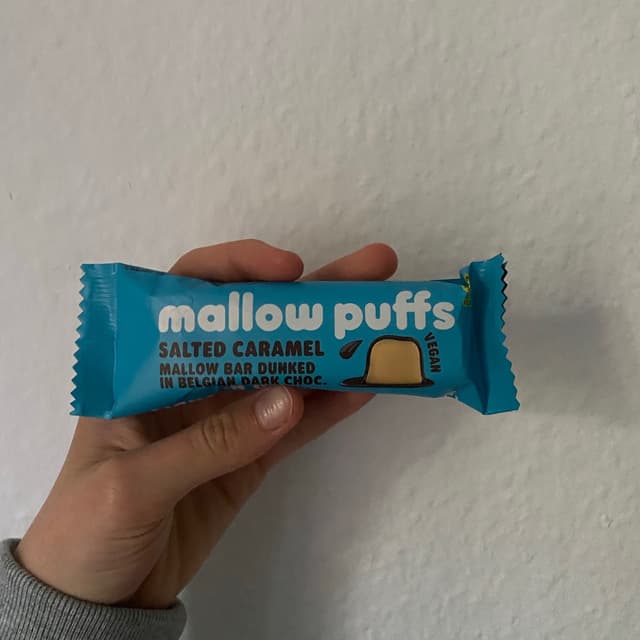 mallow puffs
SALTED CARAMEL
MALLOW BAR DUNKED
IN BELGIAN DARK CHOC.
VEGAN